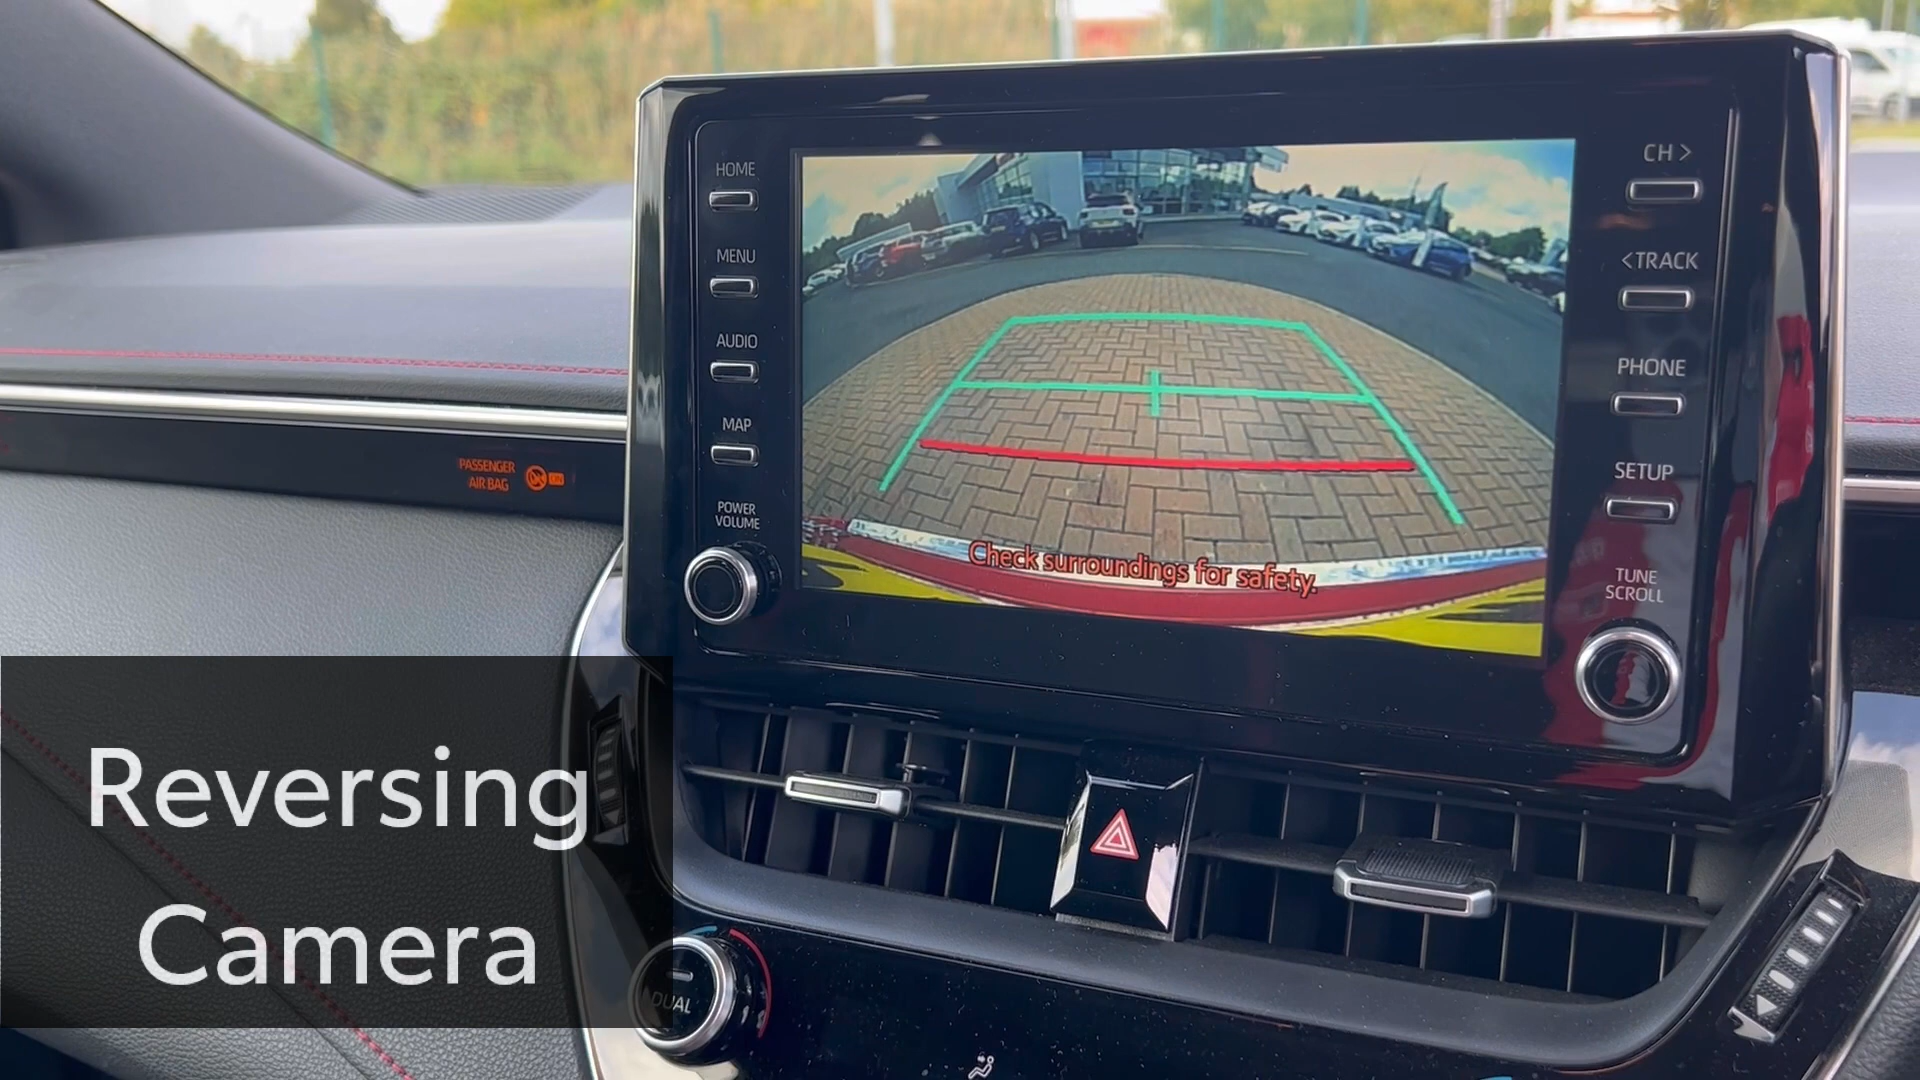 HOME
MENU
AUDIO
MAP
POWER
VOLUME
CH >
<TRACK
PHONE
SETUP
TUNE
SCROLL
Check surroundings for safety.
PASSENGER
AIR BAG
ON
Reversing
Camera
DUAL